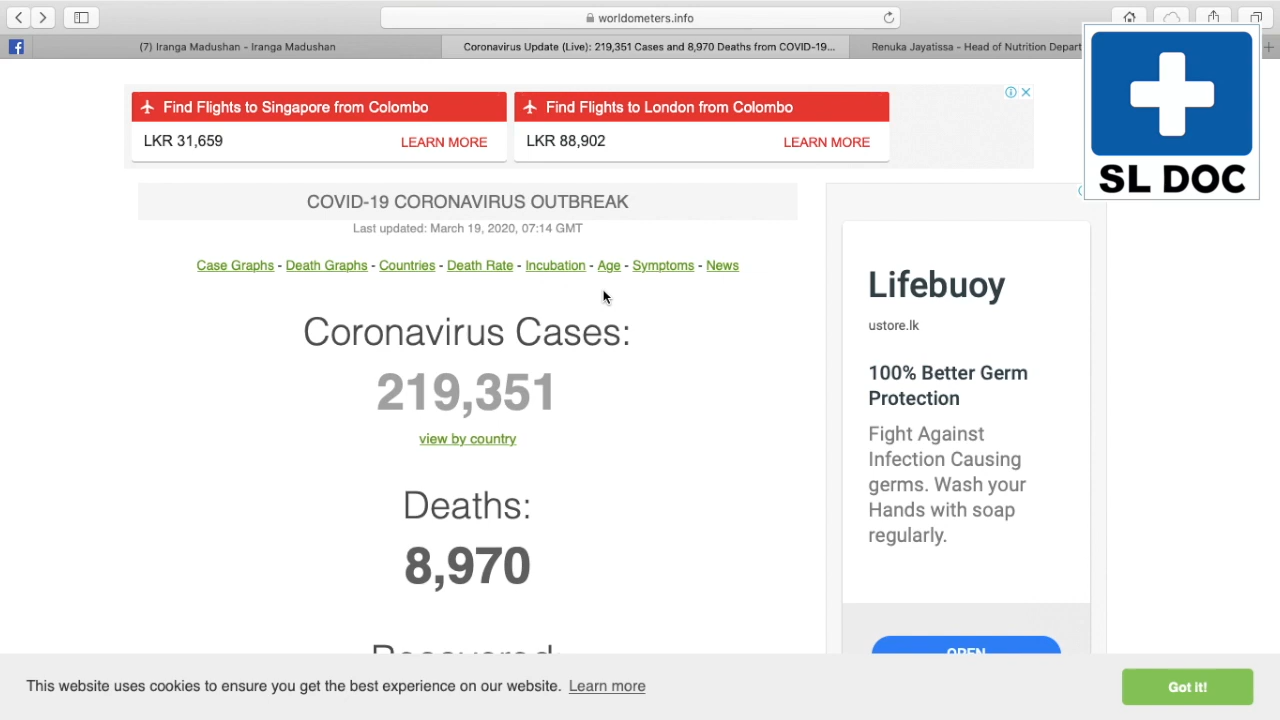 worldometers.info
(7) Iranga Madushan - Iranga Madushan
Coronavirus Update (Live): 219,351 Cases and 8,970 Deaths from COVID-19...
Renuka Jayatissa - Head of Nutrition Depart
SL DOC
Find Flights to Singapore from Colombo
LKR 31,659
LEARN MORE
Find Flights to London from Colombo
LKR 88,902
LEARN MORE
COVID-19 CORONAVIRUS OUTBREAK
Last updated: March 19, 2020, 07:14 GMT
Case Graphs - Death Graphs - Countries - Death Rate - Incubation - Age - Symptoms - News
Coronavirus Cases:
219,351
view by country
Deaths:
8,970
Lifebuoy
ustore.lk
100% Better Germ
Protection
Fight Against
Infection Causing
germs. Wash your
Hands with soap
regularly.
This website uses cookies to ensure you get the best experience on our website. Learn more
Got it!